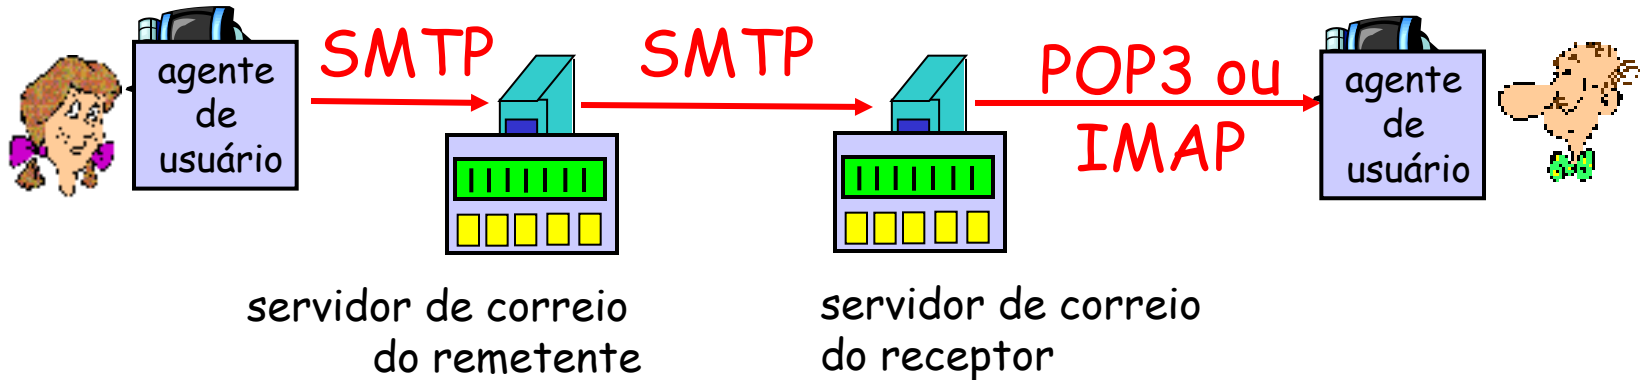 agente
de
usuário
SMTP
SMTP
POP3 ou
IMAP
agente
de
usuário
servidor de correio
do remetente
servidor de correio
do receptor